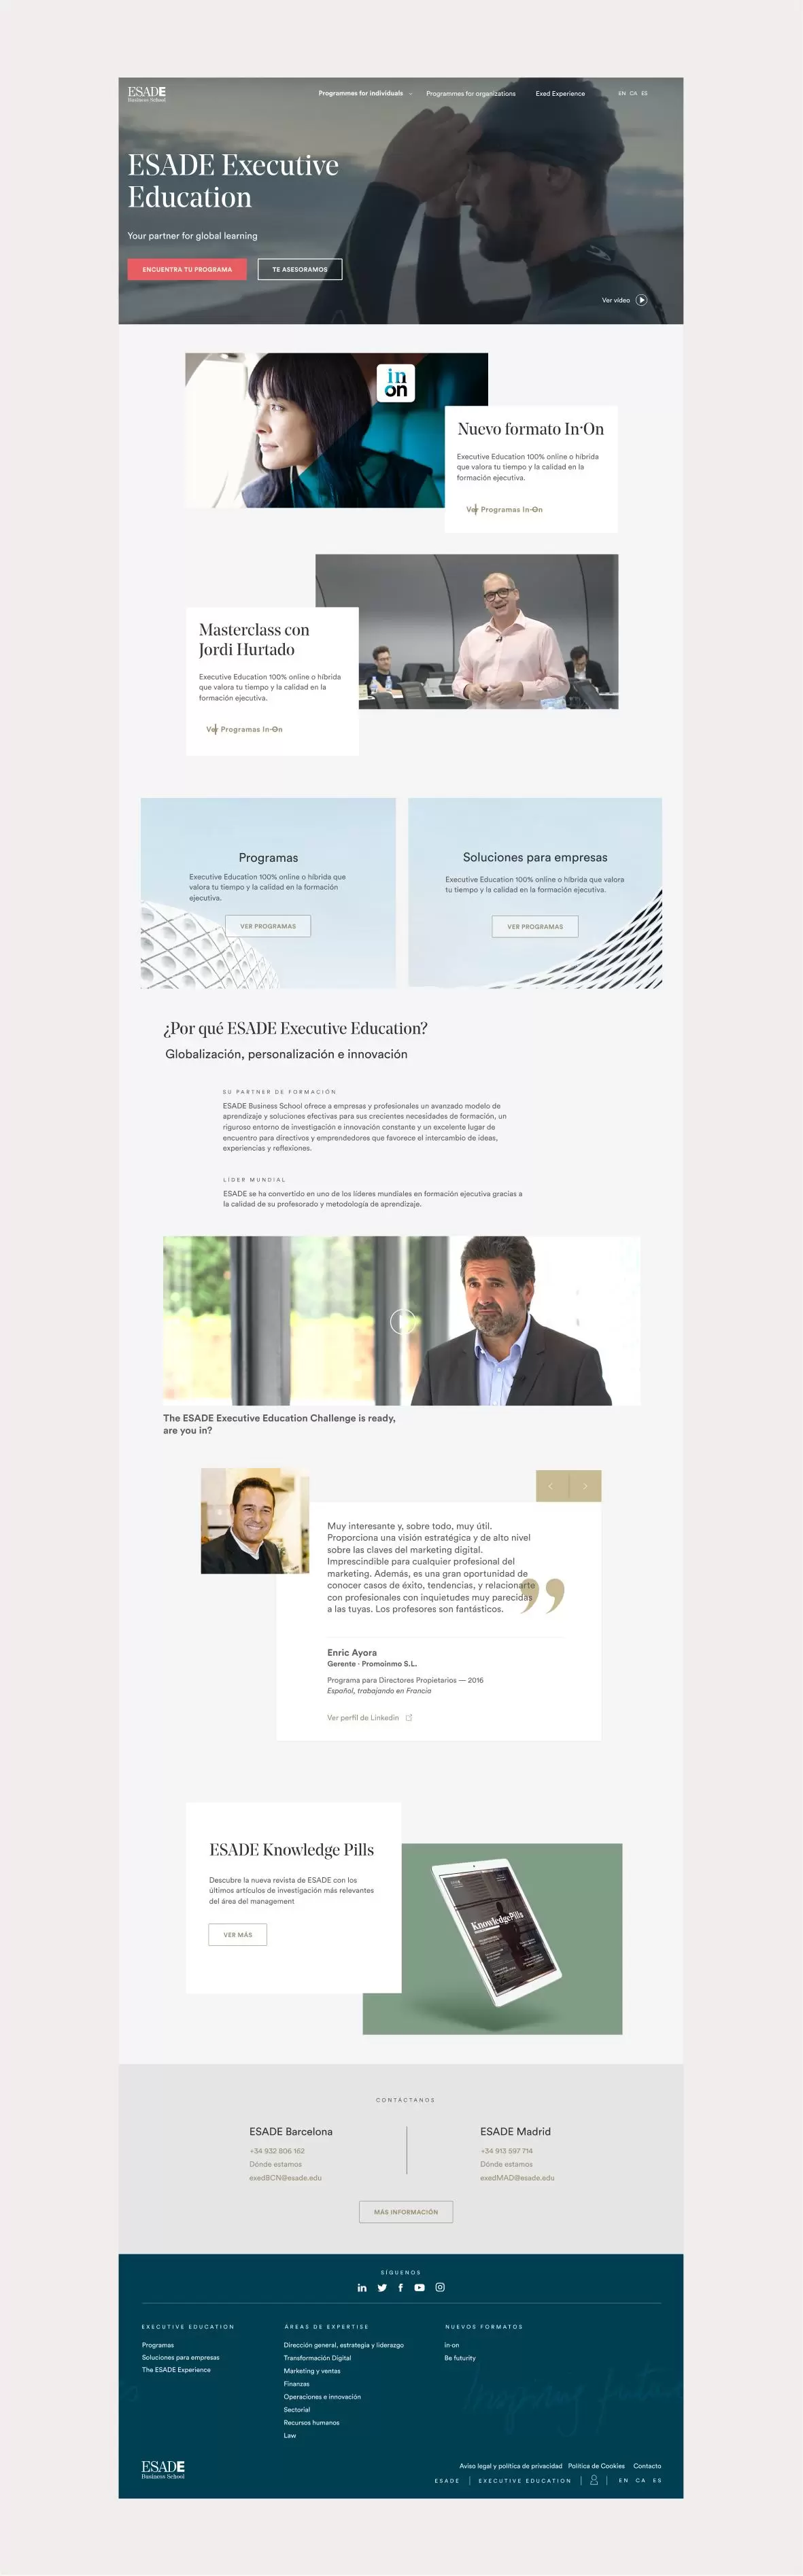 ESADE
Business School
Programmes for individuals
Programmes for organizations
Exed Experience
EN CA ES
ESADE Executive
Education
Your partner for global learning
ENCUENTRA TU PROGRAMA
TE ASESORAMOS
Ver vídeo
in
on
Nuevo formato In·On
Executive Education 100% online o híbrida
que valora tu tiempo y la calidad en la
formación ejecutiva.
Ver Programas In-On
Masterclass con
Jordi Hurtado
Executive Education 100% online o híbrida
que valora tu tiempo y la calidad en la
formación ejecutiva.
Ver Programas In-On
Programas
Executive Education 100% online o híbrida que
valora tu tiempo y la calidad en la formación
ejecutiva.
VER PROGRAMAS
Soluciones para empresas
Executive Education 100% online o híbrida que valora
tu tiempo y la calidad en la formación ejecutiva.
VER PROGRAMAS
¿Por qué ESADE Executive Education?
Globalización, personalización e innovación
SU PARTNER DE FORMACIÓN
ESADE Business School ofrece a empresas y profesionales un avanzado modelo de
aprendizaje y soluciones efectivas para sus crecientes necesidades de formación, un
riguroso entorno de investigación e innovación constante y un excelente lugar de
encuentro para directivos y emprendedores que favorece el intercambio de ideas,
experiencias y reflexiones.
LÍDER MUNDIAL
ESADE se ha convertido en uno de los líderes mundiales en formación ejecutiva gracias a
la calidad de su profesorado y metodología de aprendizaje.
The ESADE Executive Education Challenge is ready,
are you in?
Muy interesante y, sobre todo, muy útil.
Proporciona una visión estratégica y de alto nivel
sobre las claves del marketing digital.
Imprescindible para cualquier profesional del
marketing. Además, es una gran oportunidad de
conocer casos de éxito, tendencias, y relacionarte
con profesionales con inquietudes muy parecidas
a las tuyas. Los profesores son fantásticos.
Enric Ayora
Gerente · Promoinmo S.L.
Programa para Directores Propietarios — 2016
Español, trabajando en Francia
Ver perfil de Linkedin
ESADE Knowledge Pills
Descubre la nueva revista de ESADE con los
últimos artículos de investigación más relevantes
del área del management
VER MÁS
KnowledgePills
CONTÁCTANOS
ESADE Barcelona
+34 932 806 162
Dónde estamos
exedBCN@esade.edu
ESADE Madrid
+34 913 597 714
Dónde estamos
exedMAD@esade.edu
MÁS INFORMACIÓN
SÍGUENOS
EXECUTIVE EDUCATION
Programas
Soluciones para empresas
The ESADE Experience
ÁREAS DE EXPERTISE
Dirección general, estrategia y liderazgo
Transformación Digital
Marketing y ventas
Finanzas
Operaciones e innovación
Sectorial
Recursos humanos
Law
NUEVOS FORMATOS
in·on
Be futurity
Inspiring
ESADE
Business School
Aviso legal y política de privacidad Política de Cookies Contacto
ESADE | EXECUTIVE EDUCATION | | EN CA ES